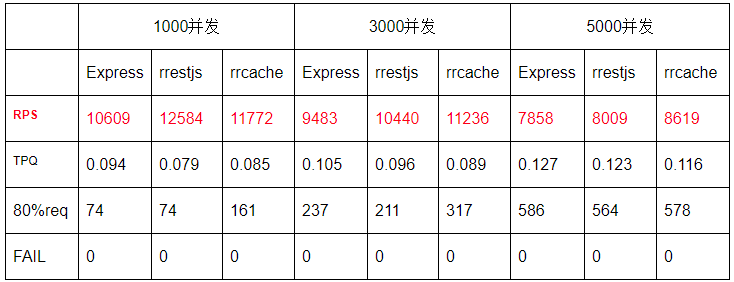 1000并发 3000并发 5000并发
Express rrestjs rrcache Express rrestjs rrcache Express rrestjs rrcache
RPS 10609 12584 11772 9483 10440 11236 7858 8009 8619
TPQ 0.094 0.079 0.085 0.105 0.096 0.089 0.127 0.123 0.116
80%req 74 74 161 237 211 317 586 564 578
FAIL 0 0 0 0 0 0 0 0 0